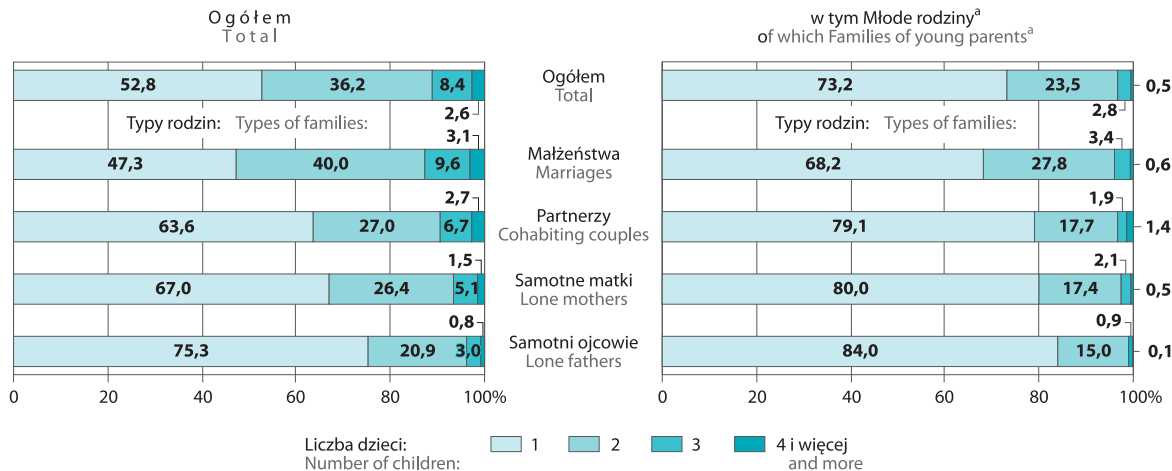 Ogółem
Total
w tym Młode rodzinyᵃ
of which Families of young parentsᵃ
52,8 36,2 8,4
Ogółem
Total
73,2 23,5 0,5
2,6
2,8
Typy rodzin: Types of families:
Typy rodzin: Types of families:
3,1
3,4
47,3 40,0 9,6
Małżeństwa
Marriages
68,2 27,8 0,6
2,7
1,9
63,6 27,0 6,7
Partnerzy
Cohabiting couples
79,1 17,7 1,4
1,5
2,1
67,0 26,4 5,1
Samotne matki
Lone mothers
80,0 17,4 0,5
0,8
0,9
75,3 20,9 3,0
Samotni ojcowie
Lone fathers
84,0 15,0 0,1
0 20 40 60 80 100%
0 20 40 60 80 100%
Liczba dzieci: 1 2 3 4 i więcej
Number of children: and more